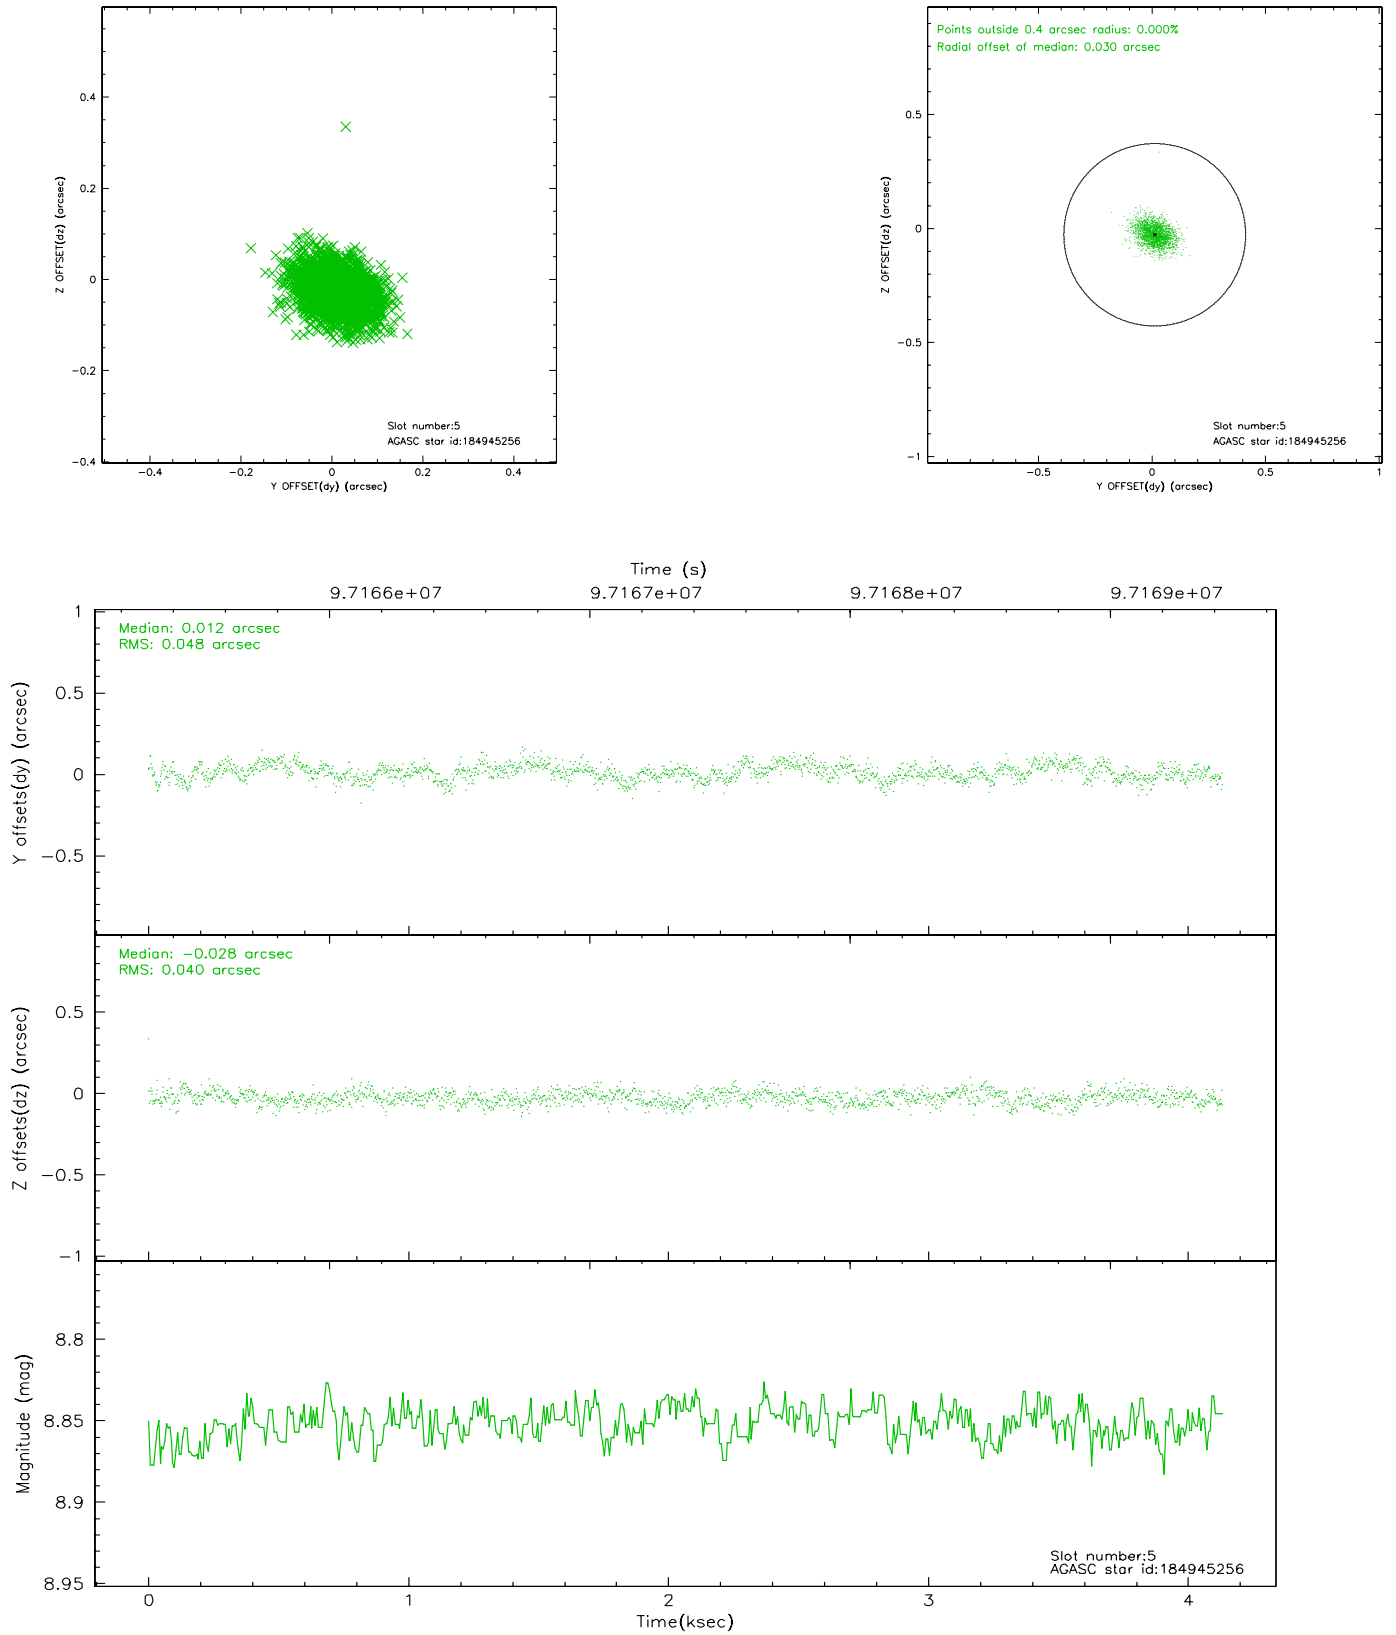 0.4
0.2
0
−0.2
−0.4
Z OFFSET(dz) (arcsec)
Slot number:5
AGASC star id:184945256
−0.4
−0.2
0
0.2
0.4
Y OFFSET(dy) (arcsec)
Points outside 0.4 arcsec radius: 0.000%
Radial offset of median: 0.030 arcsec
0.5
0
−0.5
−1
Z OFFSET(dz) (arcsec)
Slot number:5
AGASC star id:184945256
−0.5
0
0.5
1
Y OFFSET(dy) (arcsec)
Time (s)
9.7166e+07
9.7167e+07
9.7168e+07
9.7169e+07
Median: 0.012 arcsec
RMS: 0.048 arcsec
1
0.5
0
−0.5
Y offsets(dy) (arcsec)
Median: −0.028 arcsec
RMS: 0.040 arcsec
0.5
0
−0.5
−1
Z offsets(dz) (arcsec)
8.8
8.85
8.9
8.95
Magnitude (mag)
Slot number:5
AGASC star id:184945256
0
1
2
3
4
Time(ksec)